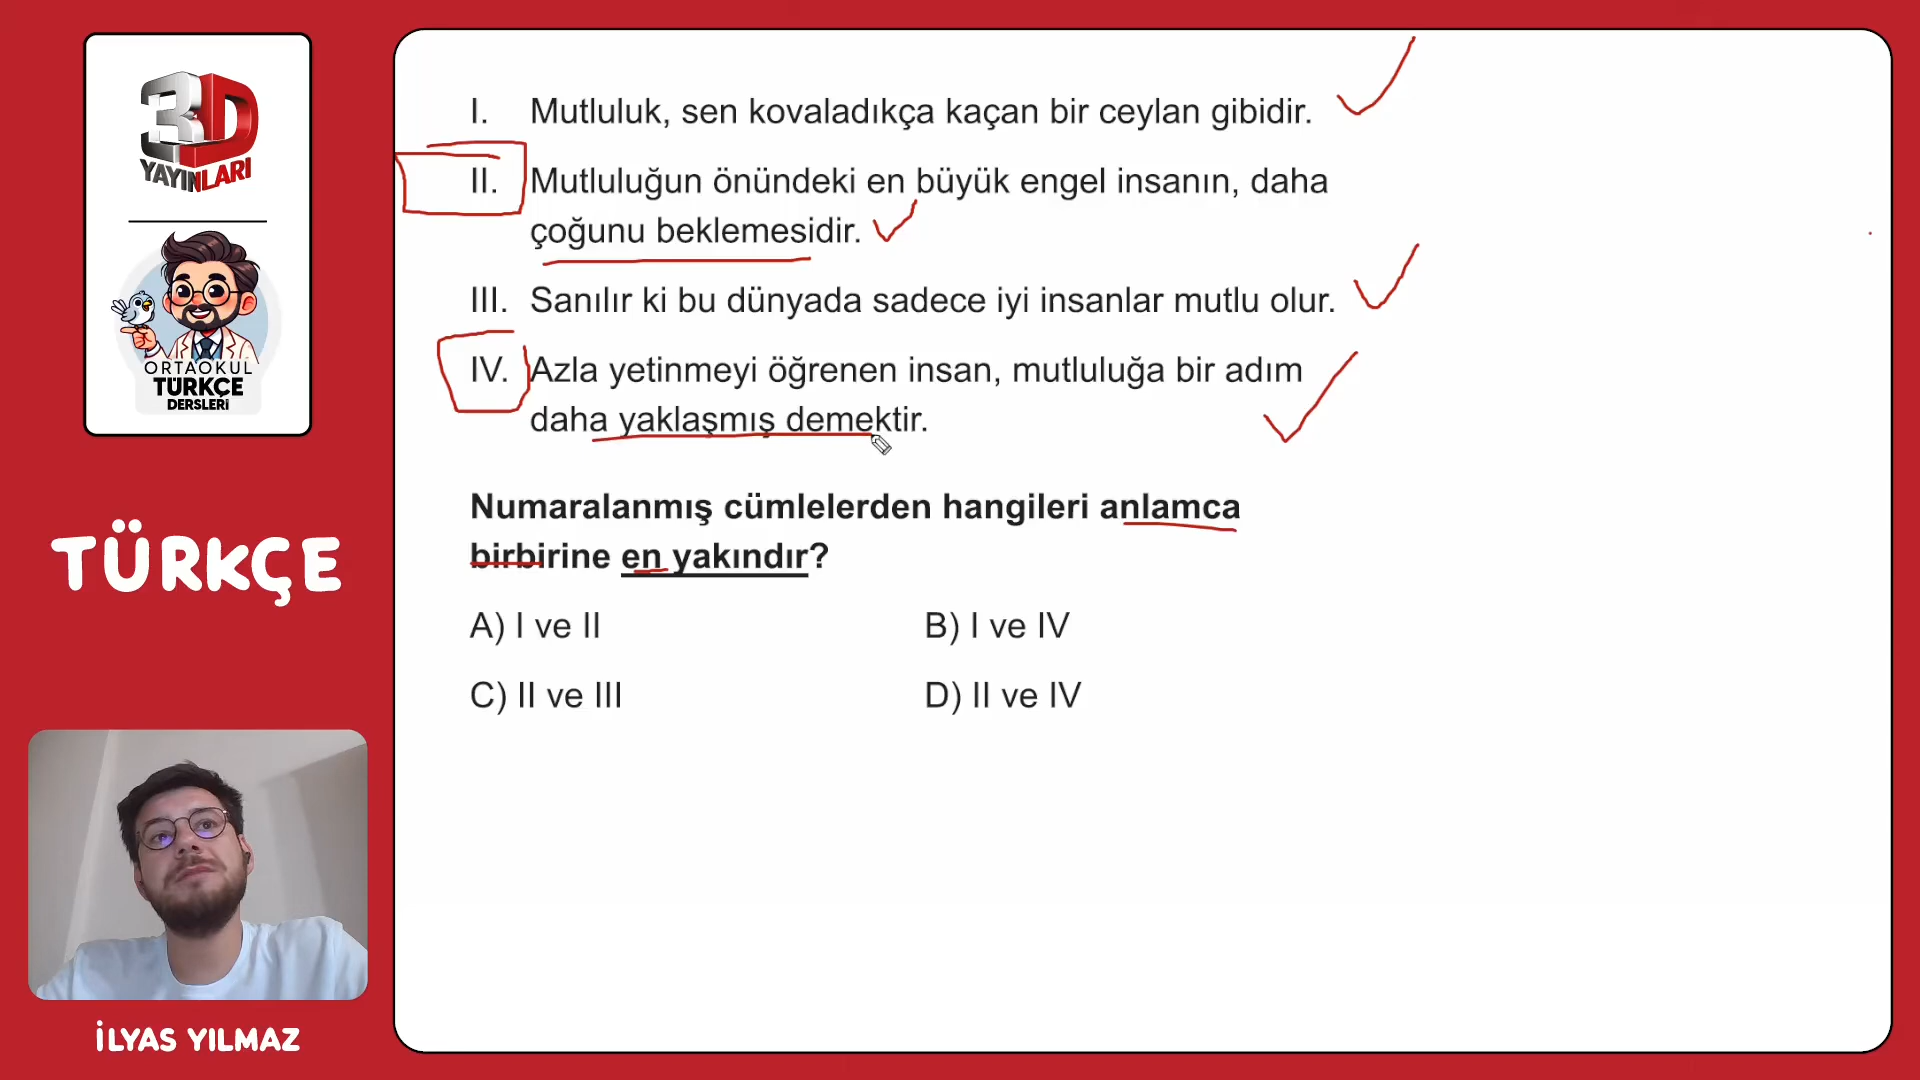 3D
YAYINLARI
ORTAOKUL
TÜRKÇE
DERSLERİ
TÜRKÇE
İLYAS YILMAZ
I. Mutluluk, sen kovaladıkça kaçan bir ceylan gibidir.
II. Mutluluğun önündeki en büyük engel insanın, daha
çoğunu beklemesidir.
III. Sanılır ki bu dünyada sadece iyi insanlar mutlu olur.
IV. Azla yetinmeyi öğrenen insan, mutluluğa bir adım
daha yaklaşmış demektir.
Numaralanmış cümlelerden hangileri anlamca
birbirine en yakındır?
A) I ve II
B) I ve IV
C) II ve III
D) II ve IV